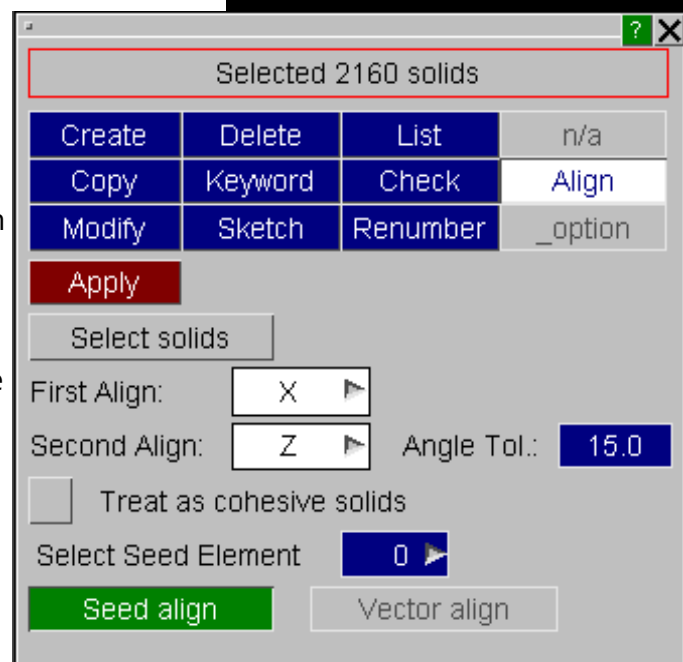 ?
Selected 2160 solids
Create Delete List n/a
Copy Keyword Check Align
n
Modify Sketch Renumber _option
Apply
Select solids
e
First Align: X
Second Align: Z Angle Tol.: 15.0
Treat as cohesive solids
Select Seed Element 0
Seed align Vector align